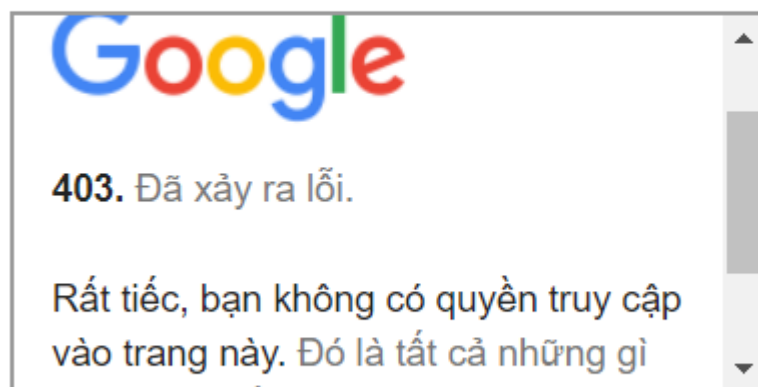 Google
403. Đã xảy ra lỗi.
Rất tiếc, bạn không có quyền truy cập
vào trang này. Đó là tất cả những gì